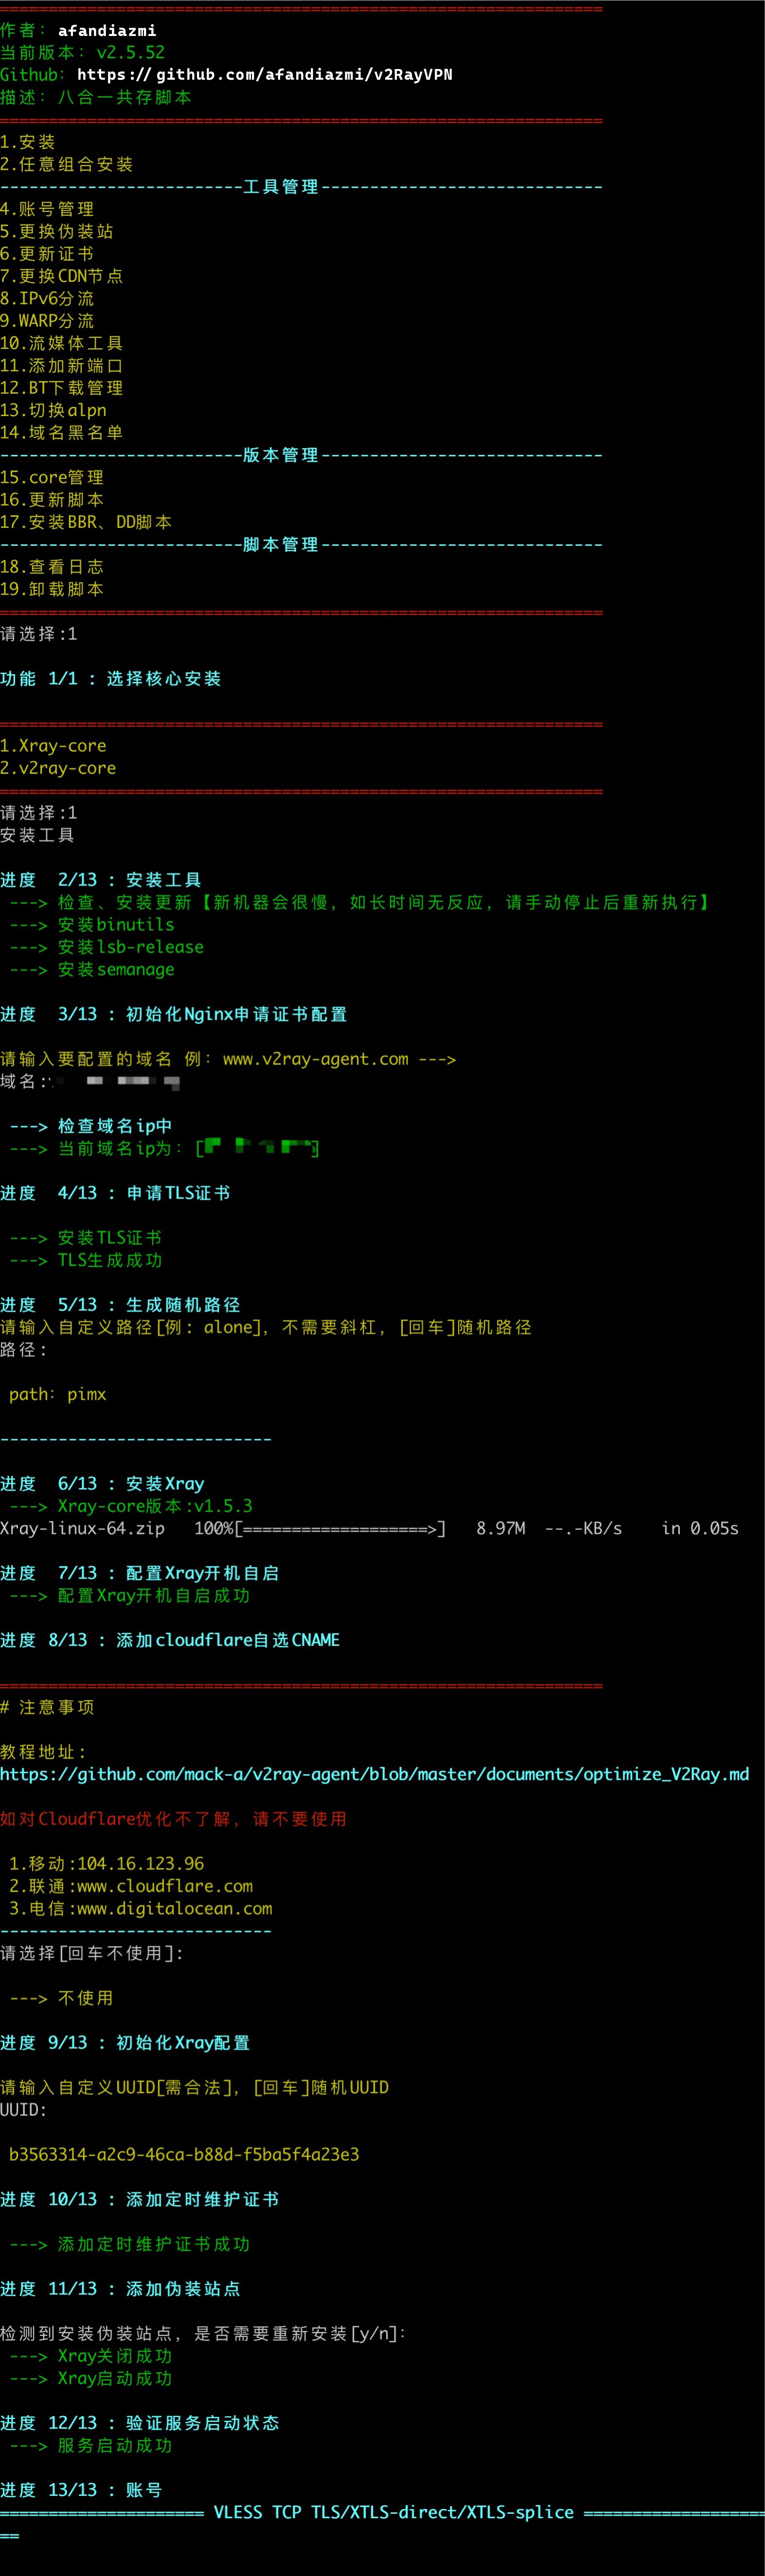 ==============================================================
作者：afandiazmi
当前版本：v2.5.52
Github：https://github.com/afandiazmi/v2RayVPN
描述：八合一共存脚本
==============================================================
1.安装
2.任意组合安装
-------------------------工具管理-----------------------------
4.账号管理
5.更换伪装站
6.更新证书
7.更换CDN节点
8.IPv6分流
9.WARP分流
10.流媒体工具
11.添加新端口
12.BT下载管理
13.切换alpn
14.域名黑名单
-------------------------版本管理-----------------------------
15.core管理
16.更新脚本
17.安装BBR、DD脚本
-------------------------脚本管理-----------------------------
18.查看日志
19.卸载脚本
==============================================================
请选择:1
功能 1/1 : 选择核心安装
==============================================================
1.Xray-core
2.v2ray-core
==============================================================
请选择:1
安装工具
进度  2/13 : 安装工具
 ---> 检查、安装更新【新机器会很慢，如长时间无反应，请手动停止后重新执行】
 ---> 安装binutils
 ---> 安装lsb-release
 ---> 安装semanage
进度  3/13 : 初始化Nginx申请证书配置
请输入要配置的域名 例：www.v2ray-agent.com --->
域名:
 ---> 检查域名ip中
 ---> 当前域名ip为：[]
进度  4/13 : 申请TLS证书
 ---> 安装TLS证书
 ---> TLS生成成功
进度  5/13 : 生成随机路径
请输入自定义路径[例: alone]，不需要斜杠，[回车]随机路径
路径:
 path：pimx
----------------------------
进度  6/13 : 安装Xray
 ---> Xray-core版本:v1.5.3
Xray-linux-64.zip   100%[===================>]   8.97M  --.-KB/s    in 0.05s
进度  7/13 : 配置Xray开机自启
 ---> 配置Xray开机自启成功
进度 8/13 : 添加cloudflare自选CNAME
==============================================================
# 注意事项
教程地址:
https://github.com/mack-a/v2ray-agent/blob/master/documents/optimize_V2Ray.md
如对Cloudflare优化不了解，请不要使用
 1.移动:104.16.123.96
 2.联通:www.cloudflare.com
 3.电信:www.digitalocean.com
----------------------------
请选择[回车不使用]:
 ---> 不使用
进度 9/13 : 初始化Xray配置
请输入自定义UUID[需合法]，[回车]随机UUID
UUID:
 b3563314-a2c9-46ca-b88d-f5ba5f4a23e3
进度 10/13 : 添加定时维护证书
 ---> 添加定时维护证书成功
进度 11/13 : 添加伪装站点
检测到安装伪装站点，是否需要重新安装[y/n]：
 ---> Xray关闭成功
 ---> Xray启动成功
进度 12/13 : 验证服务启动状态
 ---> 服务启动成功
进度 13/13 : 账号
===================== VLESS TCP TLS/XTLS-direct/XTLS-splice ===================
==